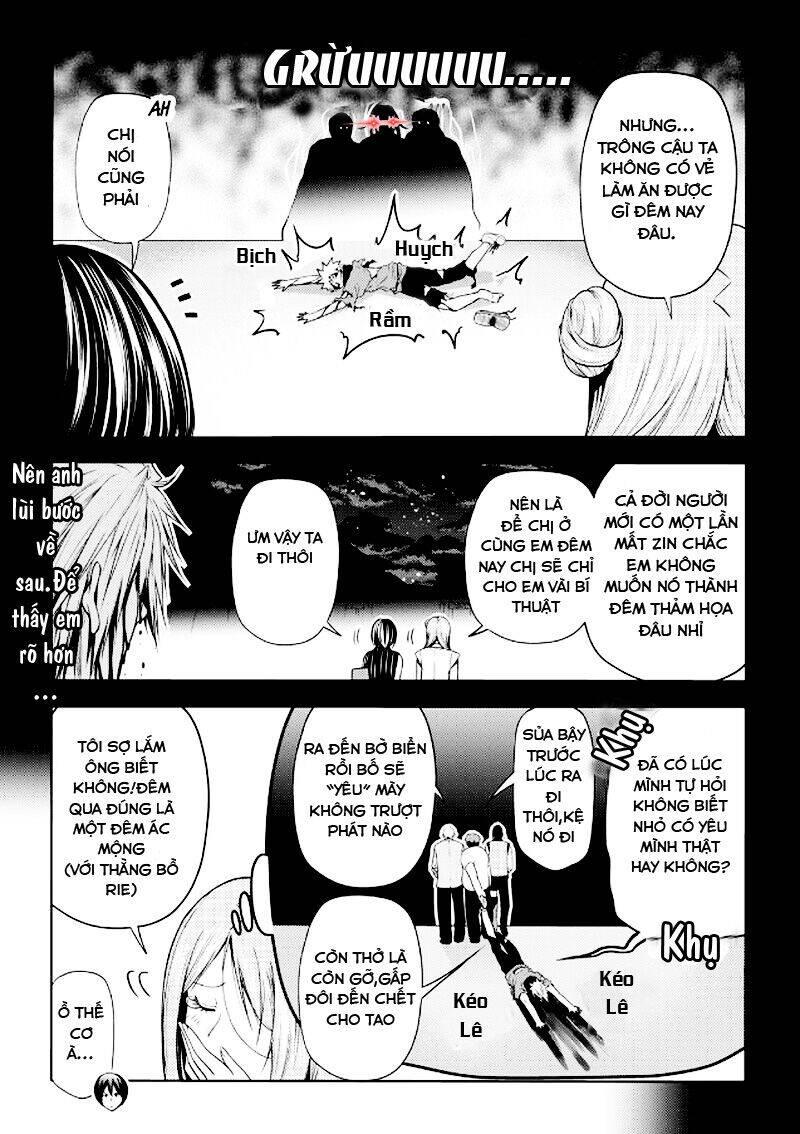 GRỪUUUUUU.....
NHƯNG...
TRÔNG CẬU TA
KHÔNG CÓ VẺ
LÀM ĂN ĐƯỢC
GÌ ĐÊM NAY
ĐÂU.
AH
CHỊ
NÓI
CŨNG
PHẢI
Bịch
Huỵch
Rầm
CẢ ĐỜI NGƯỜI
MỚI CÓ MỘT LẦN
MẤT ZIN CHẮC
EM KHÔNG
MUỐN NÓ THÀNH
ĐÊM THẢM HỌA
ĐÂU NHỈ
NÊN LÀ
ĐỂ CHỊ Ở
CÙNG EM ĐÊM
NAY CHỊ SẼ CHỈ
CHO EM VÀI BÍ
THUẬT
ƯM VẬY TA
ĐI THÔI
Nên anh
lùi bước
về
sau.Để
thấy em
rõ hơn
...
Khụ
ĐÃ CÓ LÚC
MÌNH TỰ HỎI
KHÔNG BIẾT
NHỎ CÓ YÊU
MÌNH THẬT
HAY KHÔNG?
Khụ
SỦA BẬY
TRƯỚC
LÚC RA
ĐI
THÔI,KỆ
NÓ ĐI
RA ĐẾN BỜ BIỂN
RỒI BỐ SẼ
"YÊU" MÀY
KHÔNG TRƯỢT
PHÁT NÀO
CÒN THỞ LÀ
CÒN GỠ,GẤP
ĐÔI ĐẾN CHẾT
CHO TAO
Kéo
Lê
Kéo
Lê
TÔI SỢ LẮM
ÔNG BIẾT
KHÔNG!ĐÊM
QUA ĐÚNG LÀ
MỘT ĐÊM ÁC
MỘNG
(VỚI THẰNG BỒ
RIE)
Ồ THẾ
CƠ
À...